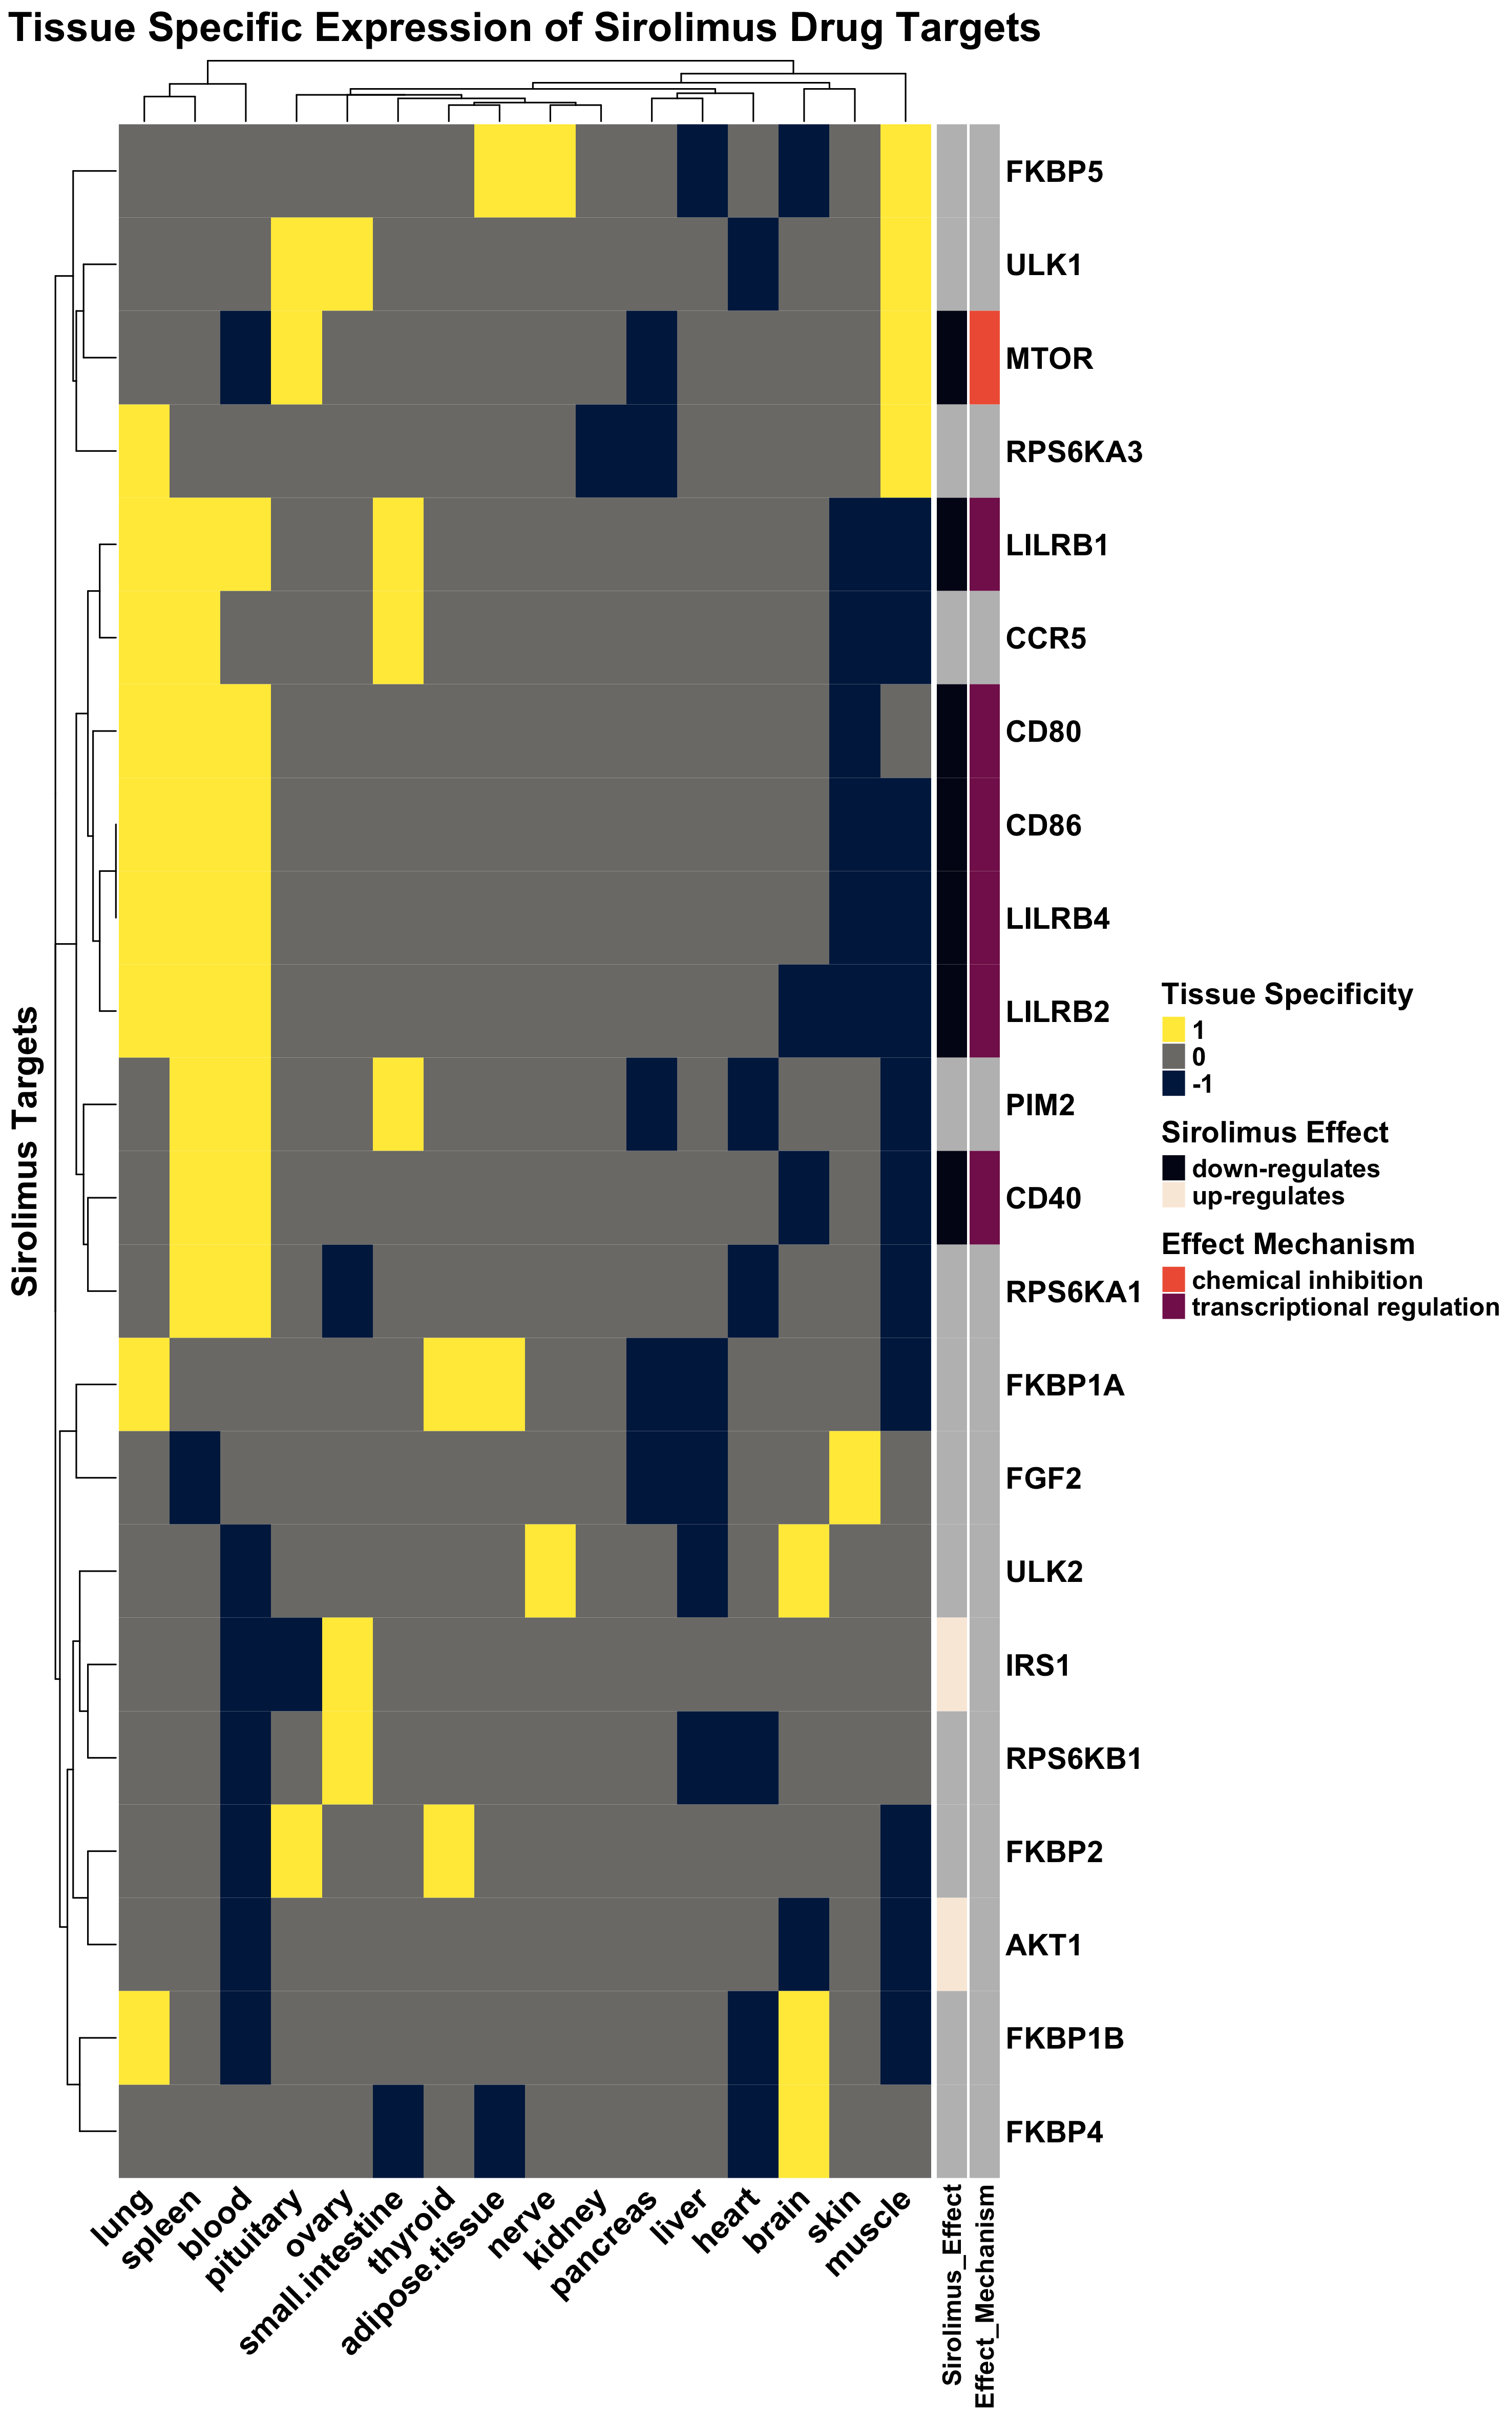 Tissue Specific Expression of Sirolimus Drug Targets
Sirolimus Targets
FKBP5
ULK1
MTOR
RPS6KA3
LILRB1
CCR5
CD80
CD86
LILRB4
LILRB2
PIM2
CD40
RPS6KA1
FKBP1A
FGF2
ULK2
IRS1
RPS6KB1
FKBP2
AKT1
FKBP1B
FKBP4
Tissue Specificity
1
0
-1
Sirolimus Effect
down-regulates
up-regulates
Effect Mechanism
chemical inhibition
transcriptional regulation
lung
spleen
blood
pituitary
ovary
small.intestine
thyroid
adipose.tissue
nerve
kidney
pancreas
liver
heart
brain
skin
muscle
Sirolimus_Effect
Effect_Mechanism